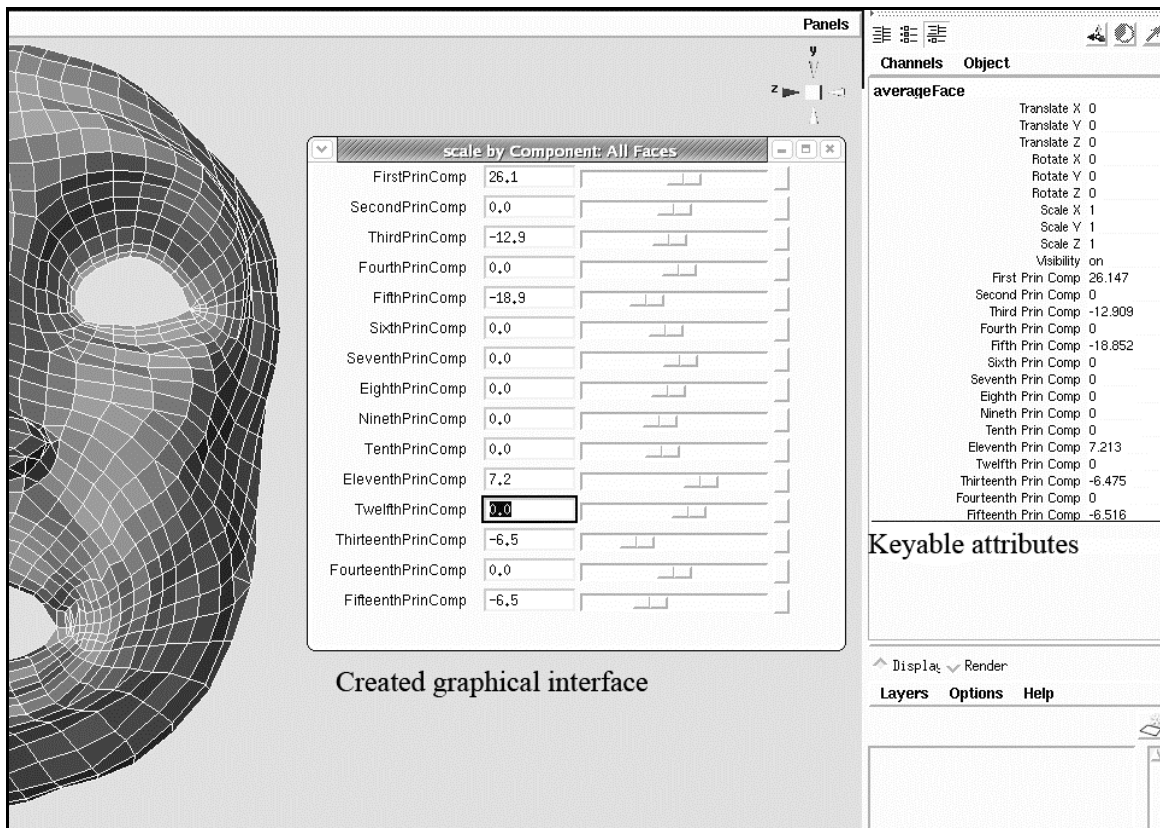 Panels
y
z
scale by Component: All Faces
FirstPrinComp 26.1
SecondPrinComp 0.0
ThirdPrinComp -12.9
FourthPrinComp 0.0
FifthPrinComp -18.9
SixthPrinComp 0.0
SeventhPrinComp 0.0
EighthPrinComp 0.0
NinethPrinComp 0.0
TenthPrinComp 0.0
EleventhPrinComp 7.2
TwelfthPrinComp 0.0
ThirteenthPrinComp -6.5
FourteenthPrinComp 0.0
FifteenthPrinComp -6.5
Created graphical interface
Channels Object
averageFace
Translate X 0
Translate Y 0
Translate Z 0
Rotate X 0
Rotate Y 0
Rotate Z 0
Scale X 1
Scale Y 1
Scale Z 1
Visibility on
First Prin Comp 26.147
Second Prin Comp 0
Third Prin Comp -12.909
Fourth Prin Comp 0
Fifth Prin Comp -18.852
Sixth Prin Comp 0
Seventh Prin Comp 0
Eighth Prin Comp 0
Nineth Prin Comp 0
Tenth Prin Comp 0
Eleventh Prin Comp 7.213
Twelfth Prin Comp 0
Thirteenth Prin Comp -6.475
Fourteenth Prin Comp 0
Fifteenth Prin Comp -6.516
Keyable attributes
Display Render
Layers Options Help